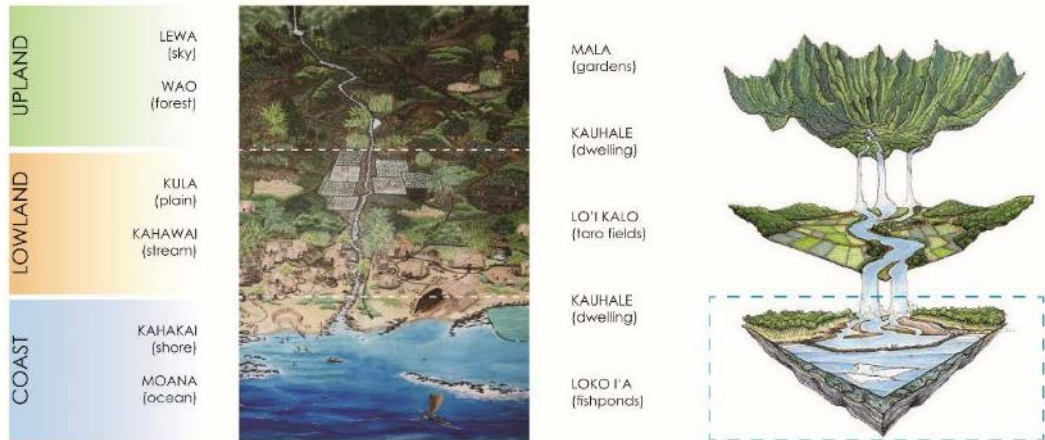 UPLAND
LEWA
(sky)
WAO
(forest)
LOWLAND
KULA
(plain)
KAHAWAI
(stream)
COAST
KAHAKAI
(shore)
MOANA
(ocean)
MALA
(gardens)
KAUHALE
(dwelling)
LO'I KALO
(taro fields)
KAUHALE
(dwelling)
LOKO I'A
(fishponds)